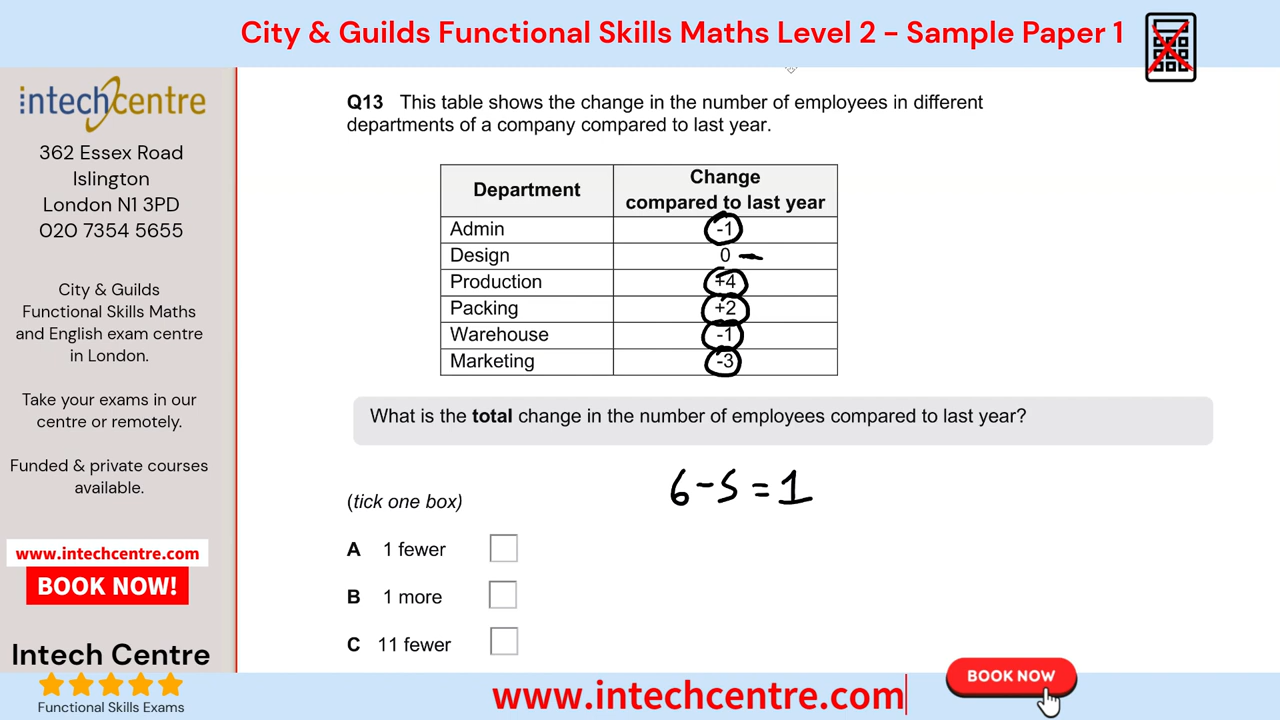 City & Guilds Functional Skills Maths Level 2 - Sample Paper 1
intechcentre
362 Essex Road
Islington
London N1 3PD
020 7354 5655
City & Guilds
Functional Skills Maths
and English exam centre
in London.
Take your exams in our
centre or remotely.
Funded & private courses
available.
www.intechcentre.com
BOOK NOW!
Intech Centre
Functional Skills Exams
Q13 This table shows the change in the number of employees in different
departments of a company compared to last year.
Department Change
compared to last year
Admin -1
Design 0
Production +4
Packing +2
Warehouse -1
Marketing -3
What is the total change in the number of employees compared to last year?
6-5=1
(tick one box)
A 1 fewer
B 1 more
C 11 fewer
www.intechcentre.com
BOOK NOW